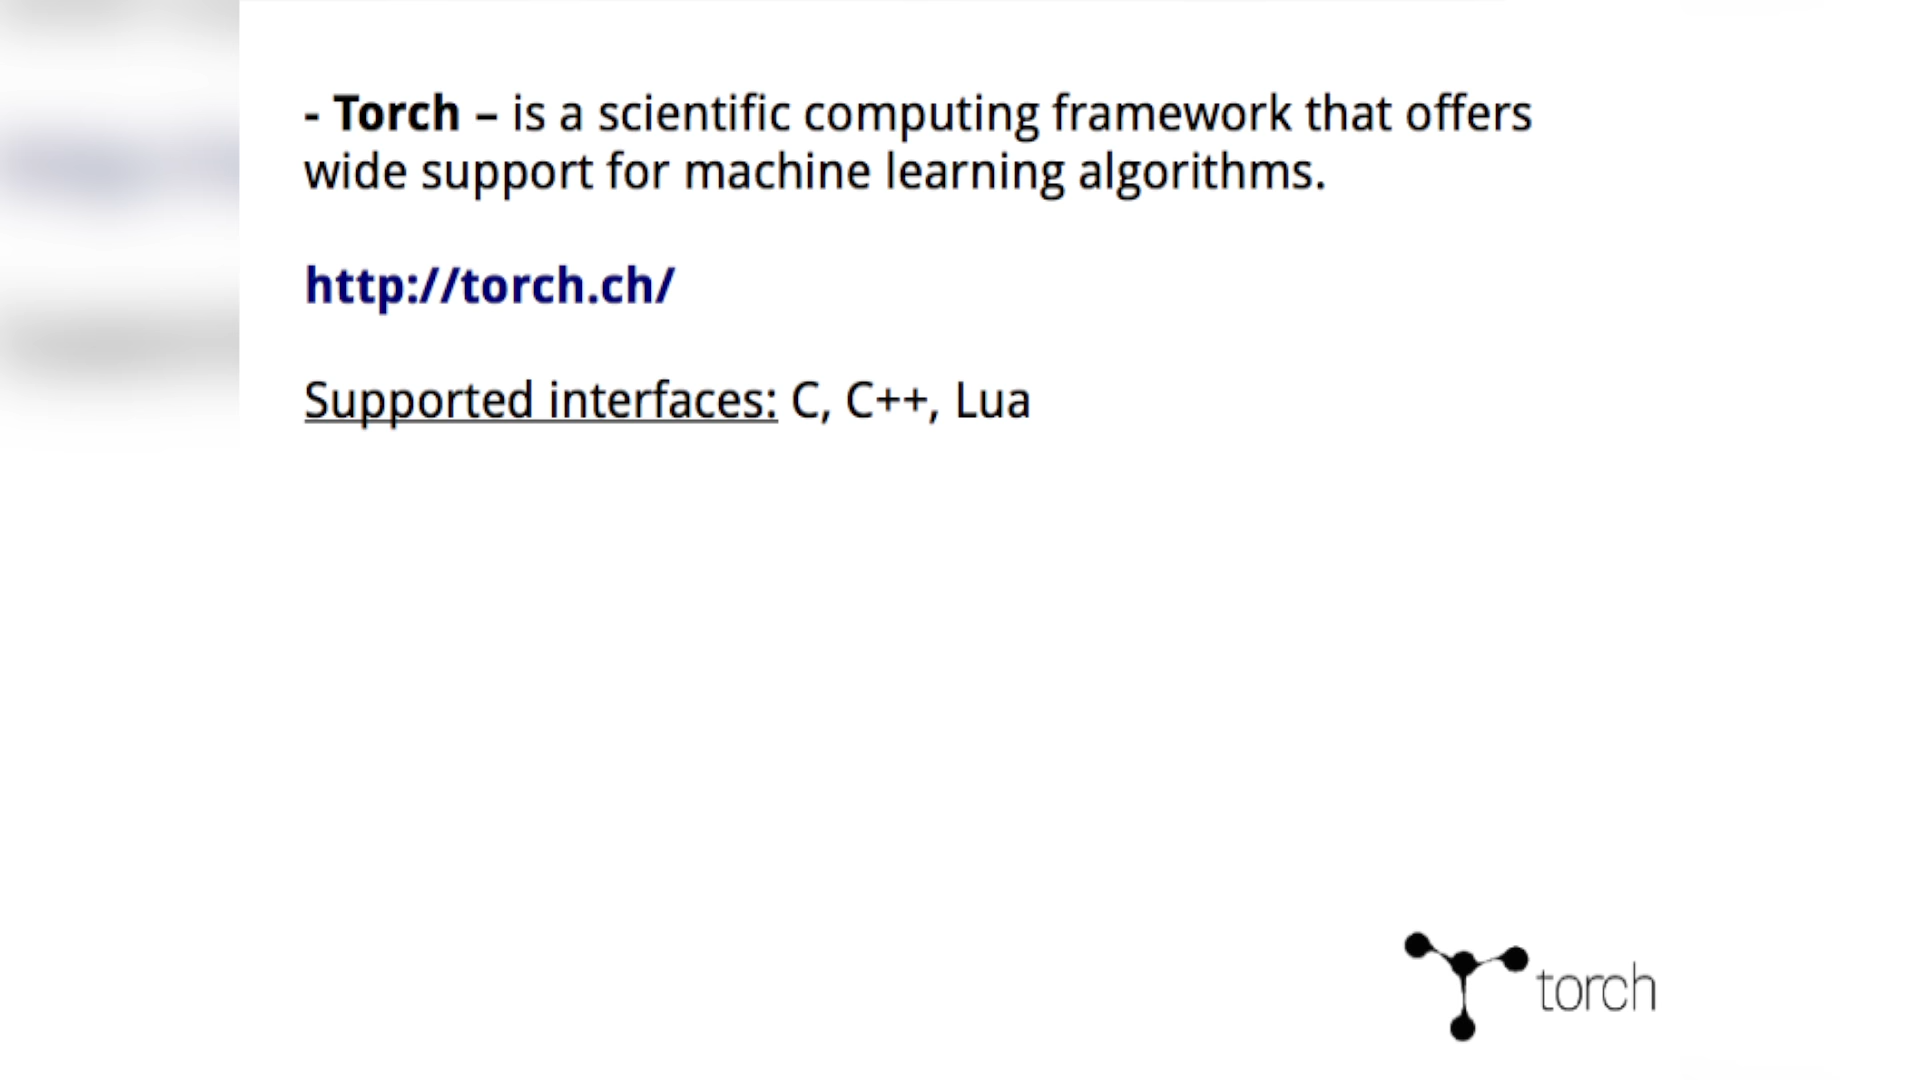 - Torch – is a scientific computing framework that offers
wide support for machine learning algorithms.
http://torch.ch/
Supported interfaces: C, C++, Lua
torch